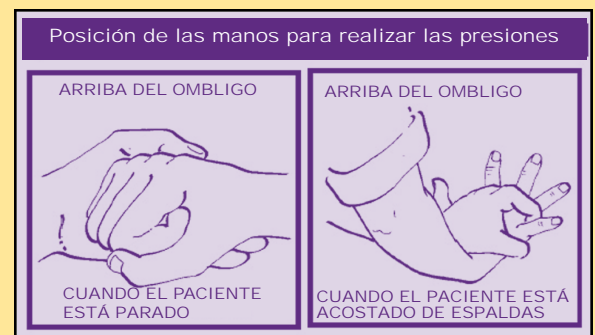 Posición de las manos para realizar las presiones
ARRIBA DEL OMBLIGO
CUANDO EL PACIENTE
ESTÁ PARADO
ARRIBA DEL OMBLIGO
CUANDO EL PACIENTE ESTÁ
ACOSTADO DE ESPALDAS